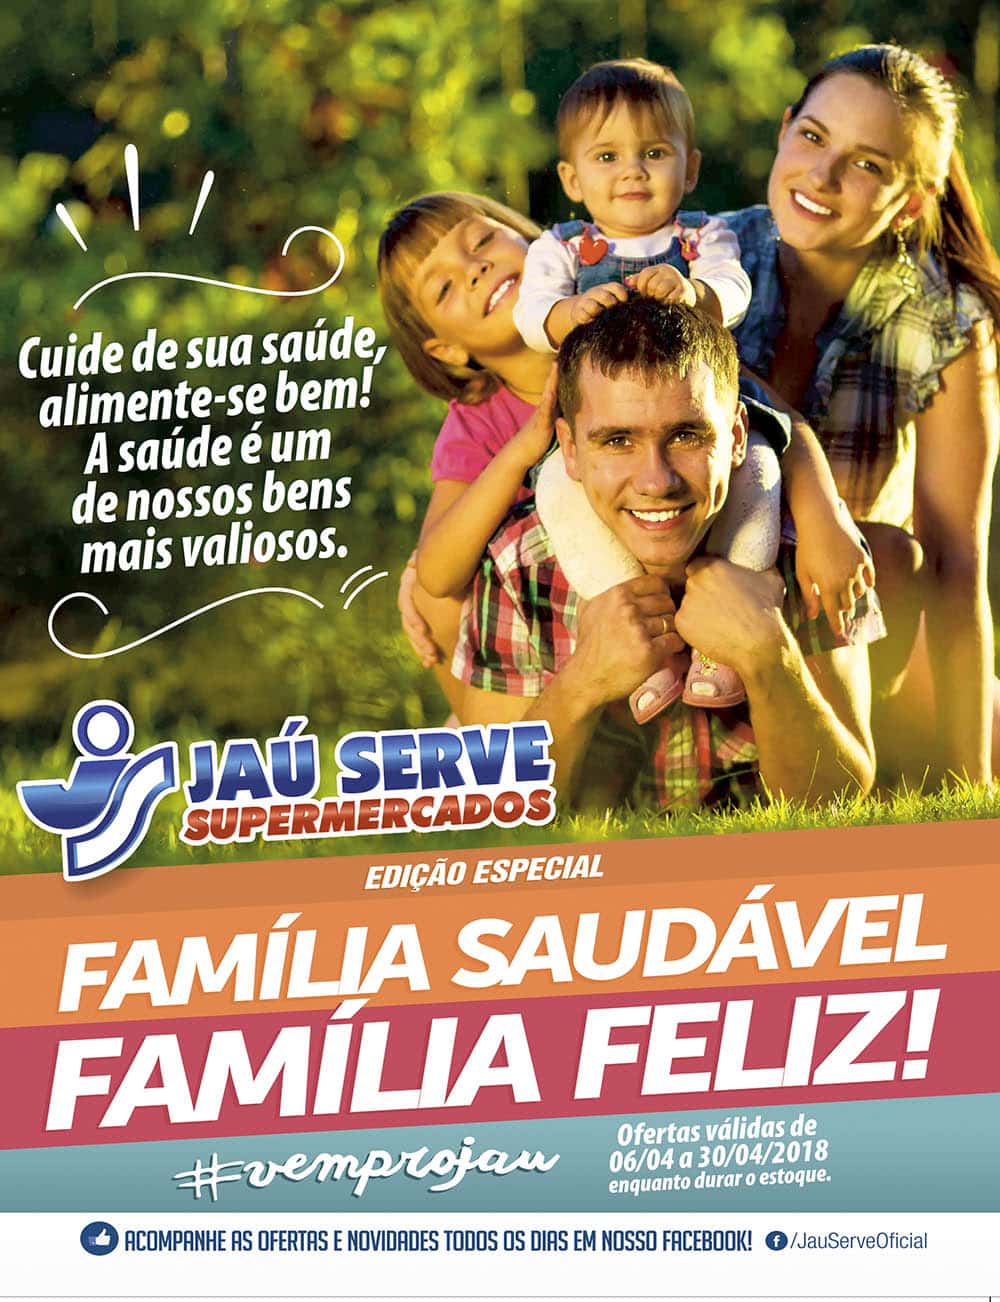 Cuide de sua saúde,
alimente-se bem!
A saúde é um
de nossos bens
mais valiosos.
JAÚ SERVE
SUPERMERCADOS
EDIÇÃO ESPECIAL
FAMÍLIA SAUDÁVEL
FAMÍLIA FELIZ!
#vemprojau
Ofertas válidas de
06/04 a 30/04/2018
enquanto durar o estoque.
ACOMPANHE AS OFERTAS E NOVIDADES TODOS OS DIAS EM NOSSO FACEBOOK! f /JauServeOficial